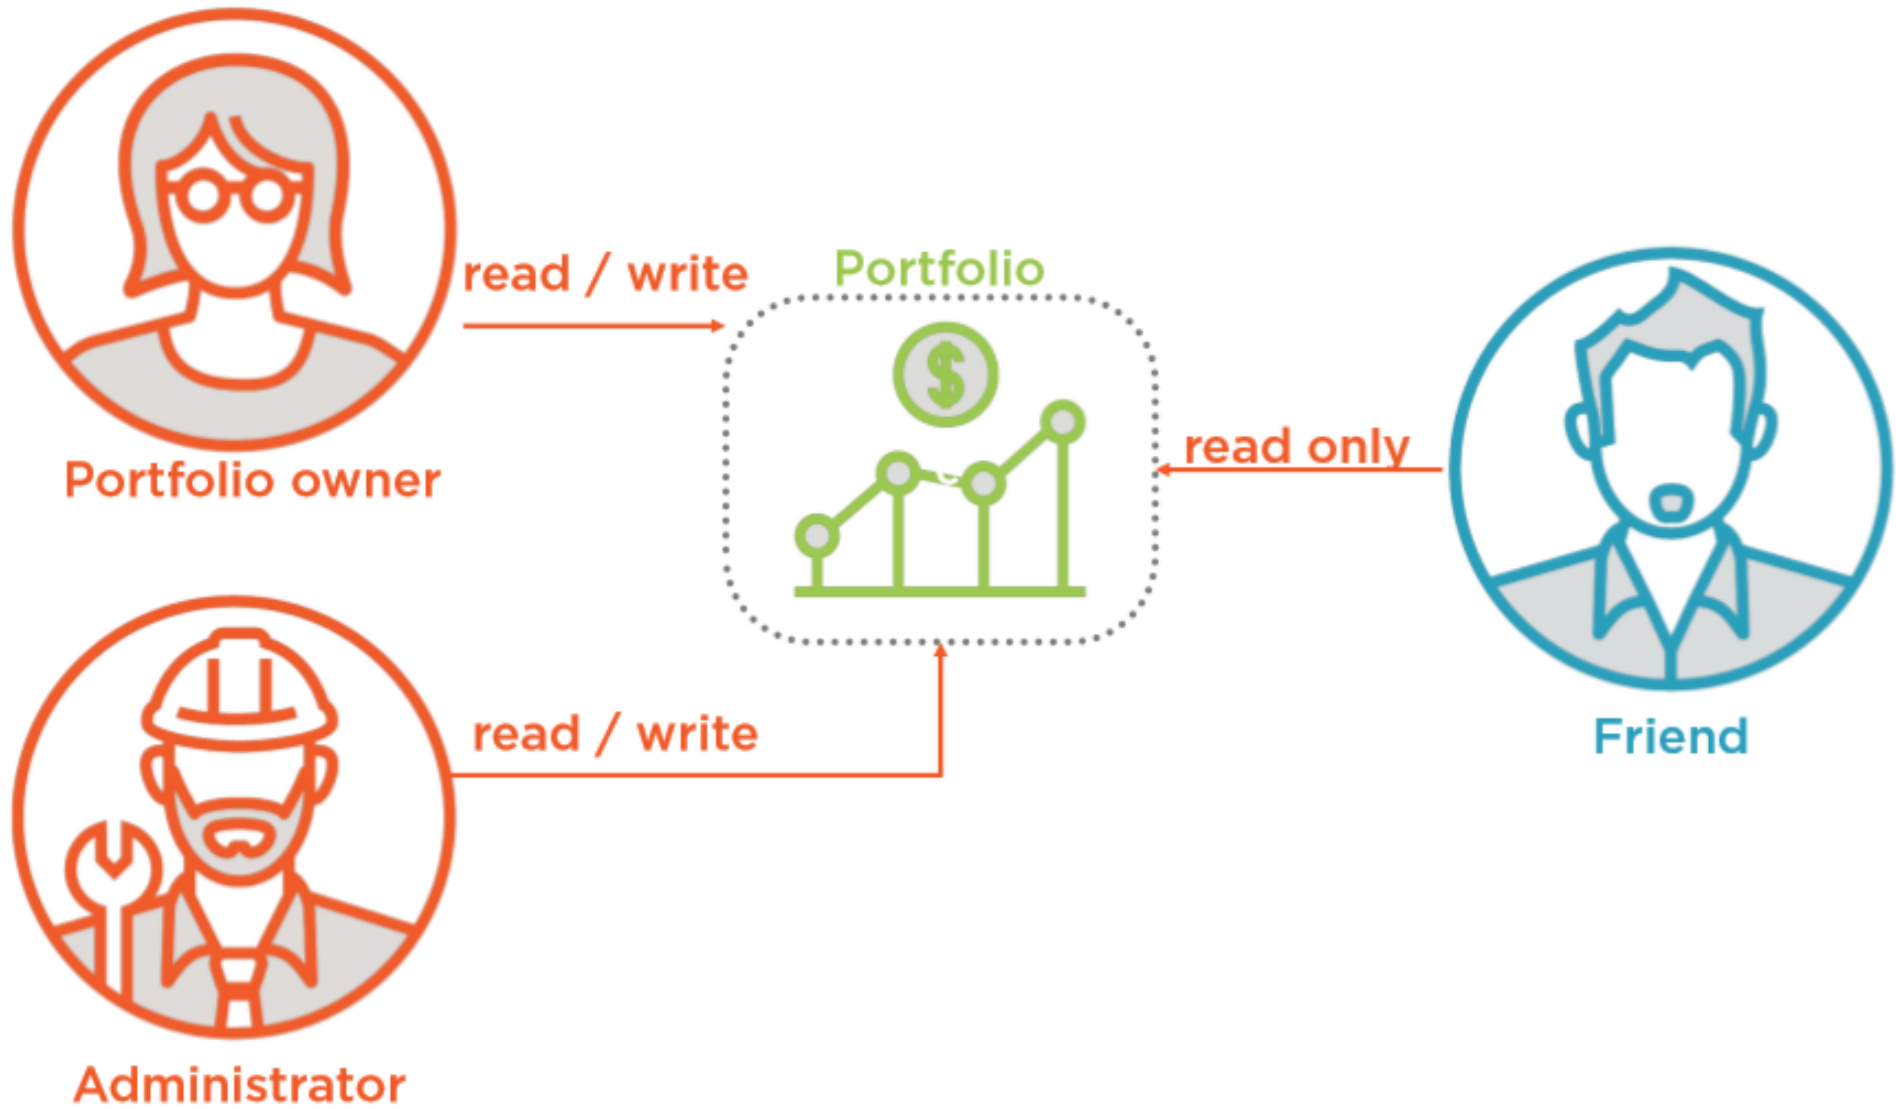 read / write
Portfolio
Portfolio owner
read only
$
read / write
Friend
Administrator